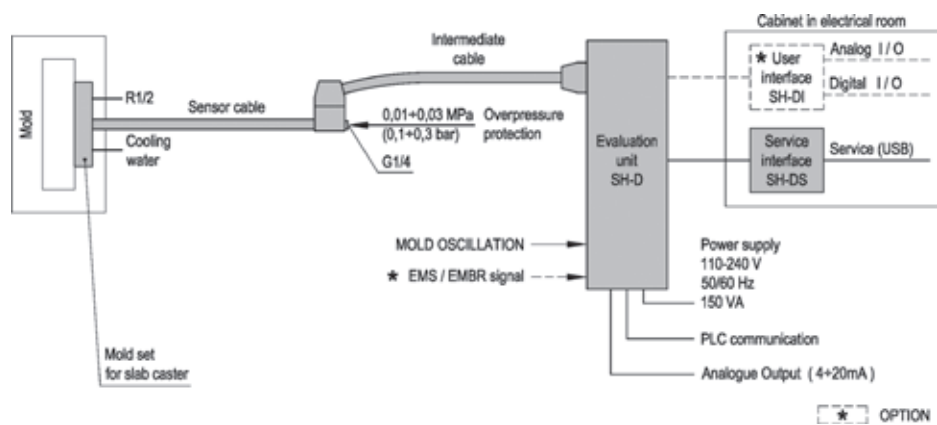 Cabinet in electrical room
Intermediate
cable
* User
interface
SH-DI
Analog I / O
Digital I / O
Mold
R1/2
Sensor cable
Cooling
water
0,01÷0,03 MPa
(0,1÷0,3 bar)
Overpressure
protection
G1/4
Evaluation
unit
SH-D
Service
interface
SH-DS
Service (USB)
MOLD OSCILLATION
* EMS / EMBR signal
Power supply
110-240 V
50/60 Hz
150 VA
Mold set
for slab caster
PLC communication
Analogue Output ( 4÷20mA )
* OPTION